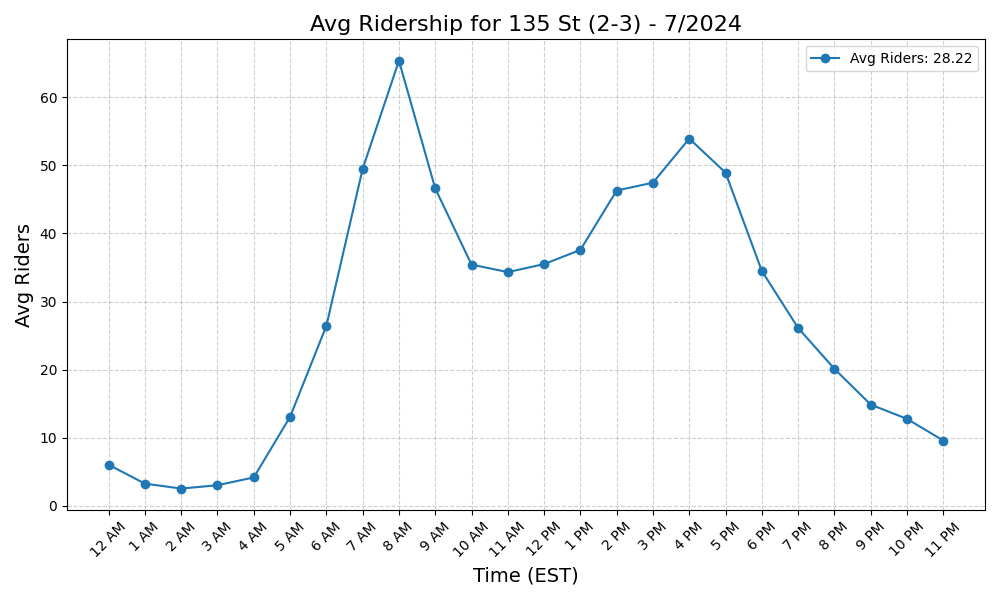 Avg Ridership for 135 St (2-3) - 7/2024
Avg Riders: 28.22
Avg Riders
60
50
40
30
20
10
0
12 AM
1 AM
2 AM
3 AM
4 AM
5 AM
6 AM
7 AM
8 AM
9 AM
10 AM
11 AM
12 PM
1 PM
2 PM
3 PM
4 PM
5 PM
6 PM
7 PM
8 PM
9 PM
10 PM
11 PM
Time (EST)